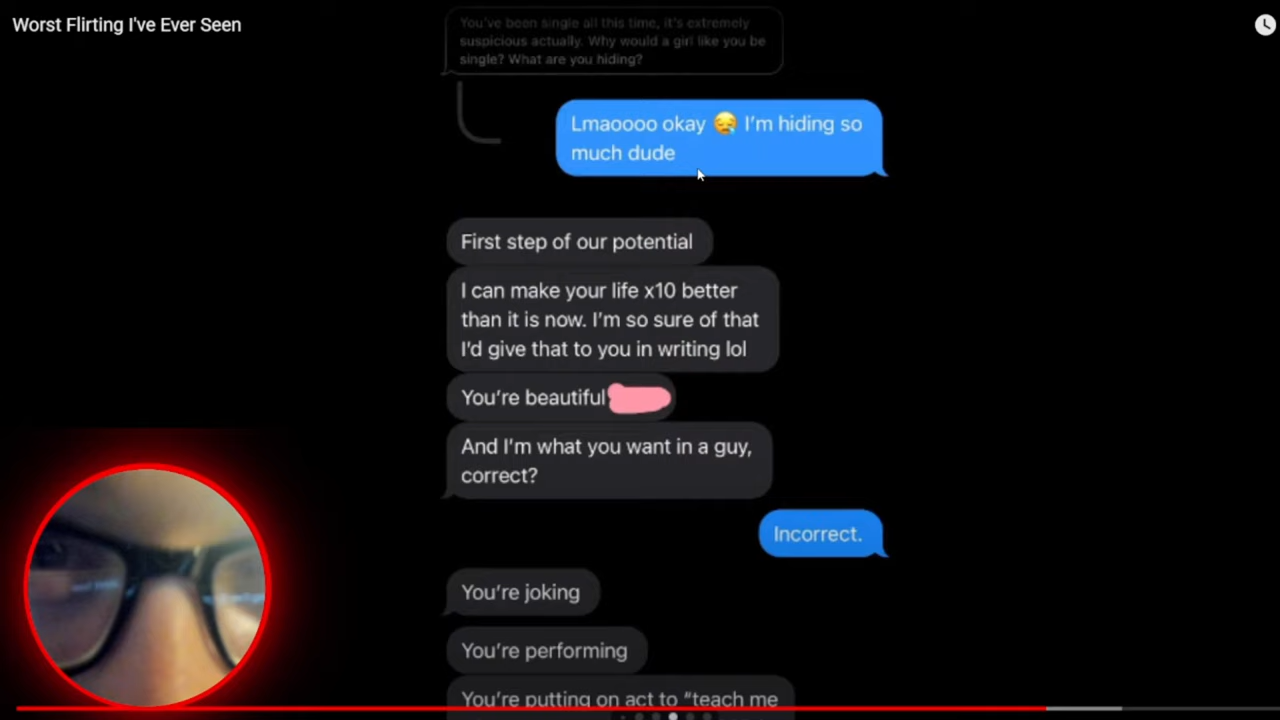 Worst Flirting I've Ever Seen
You've been single all this time, it's extremely
suspicious actually. Why would a girl like you be
single? What are you hiding?
Lmaoooo okay 😪 I'm hiding so
much dude
First step of our potential
I can make your life x10 better
than it is now. I'm so sure of that
I'd give that to you in writing lol
You're beautiful
And I'm what you want in a guy,
correct?
Incorrect.
You're joking
You're performing
You're putting on act to “teach me